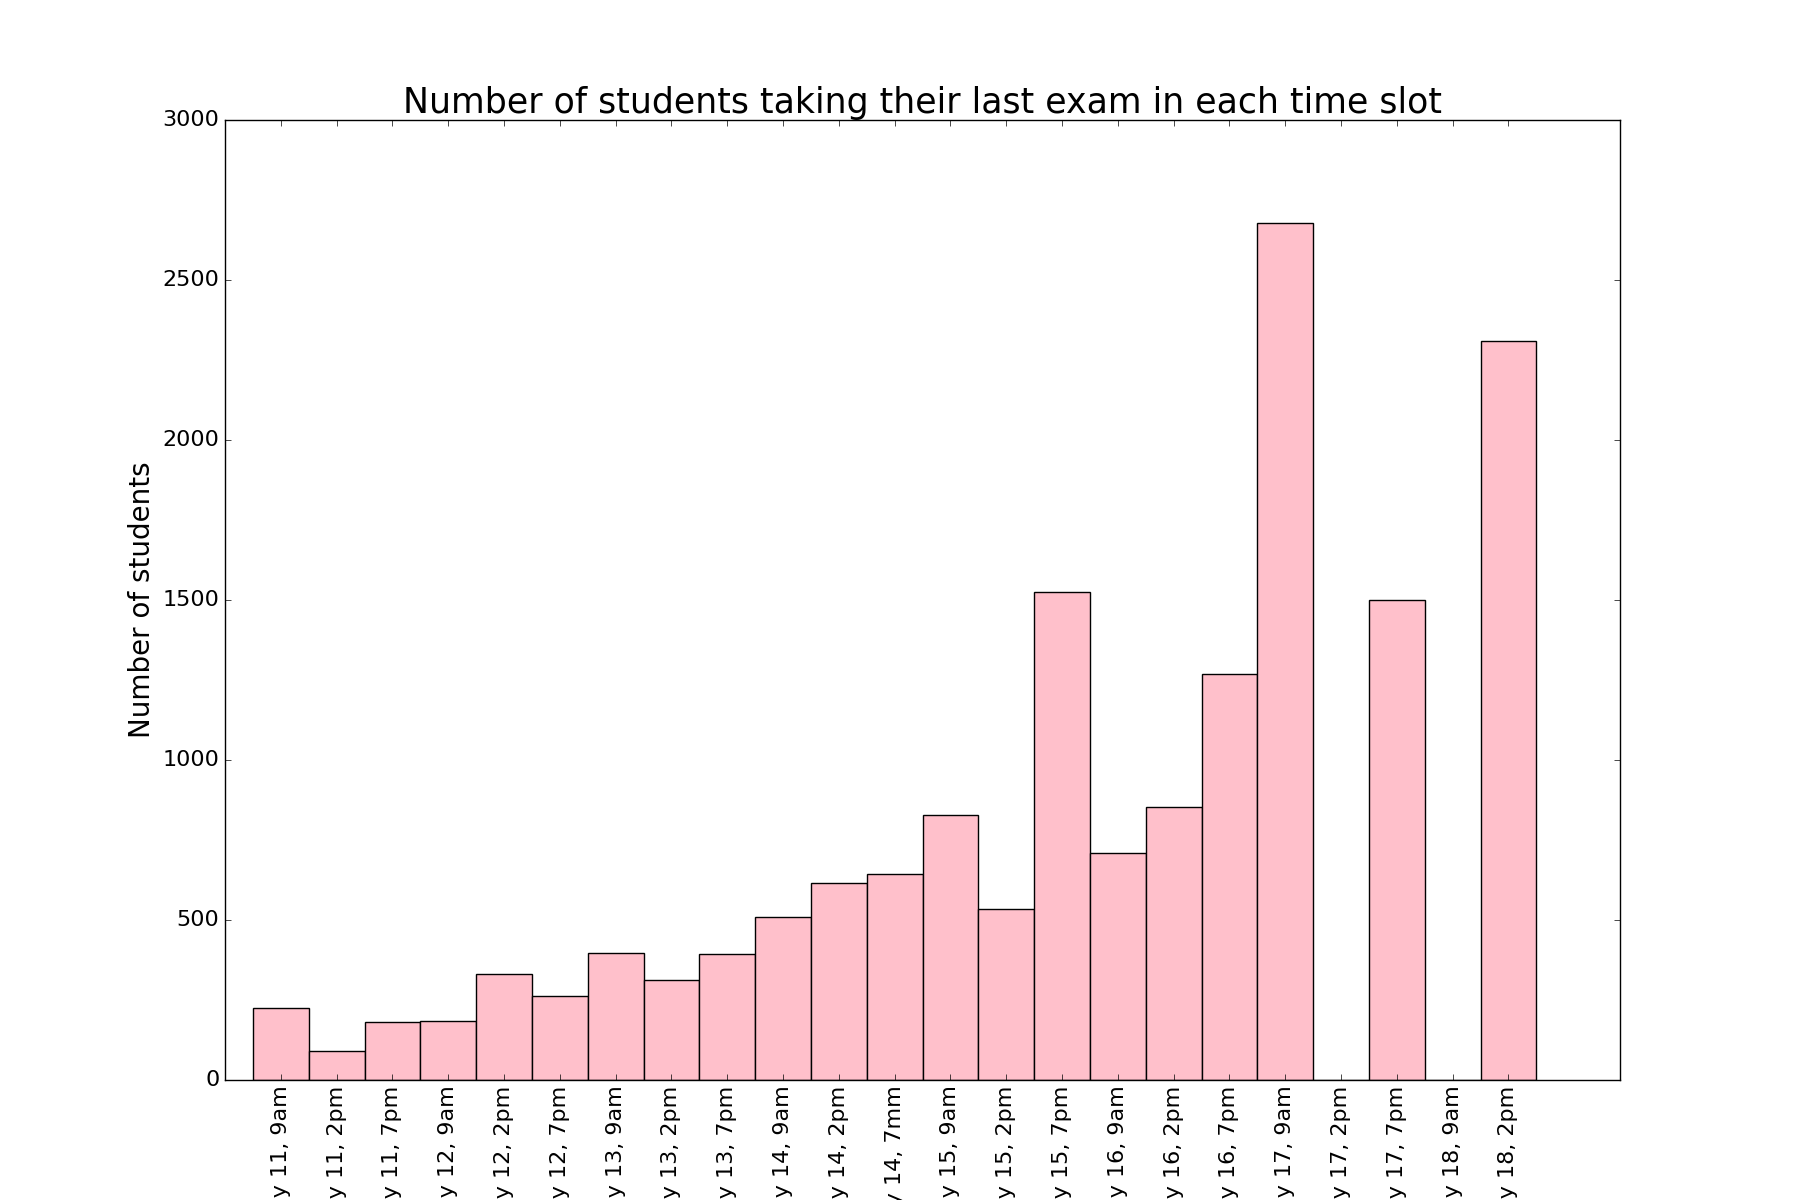 Number of students taking their last exam in each time slot
Number of students
3000
2500
2000
1500
1000
500
0
y 11, 9am
y 11, 2pm
y 11, 7pm
y 12, 9am
y 12, 2pm
y 12, 7pm
y 13, 9am
y 13, 2pm
y 13, 7pm
y 14, 9am
y 14, 2pm
y 14, 7mm
y 15, 9am
y 15, 2pm
y 15, 7pm
y 16, 9am
y 16, 2pm
y 16, 7pm
y 17, 9am
y 17, 2pm
y 17, 7pm
y 18, 9am
y 18, 2pm